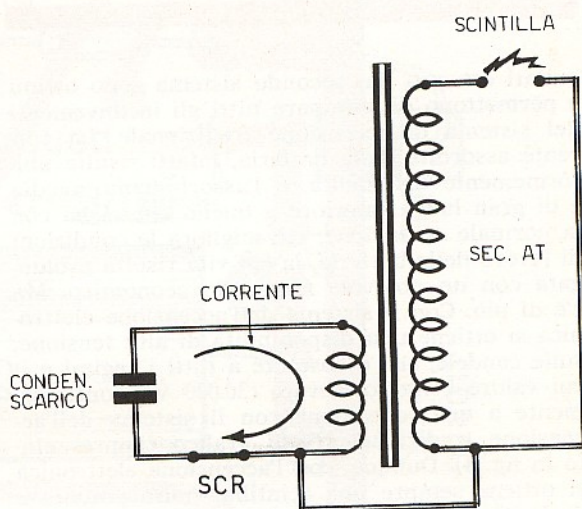 SCINTILLA
SEC. AT
CORRENTE
CONDEN.
SCARICO
SCR